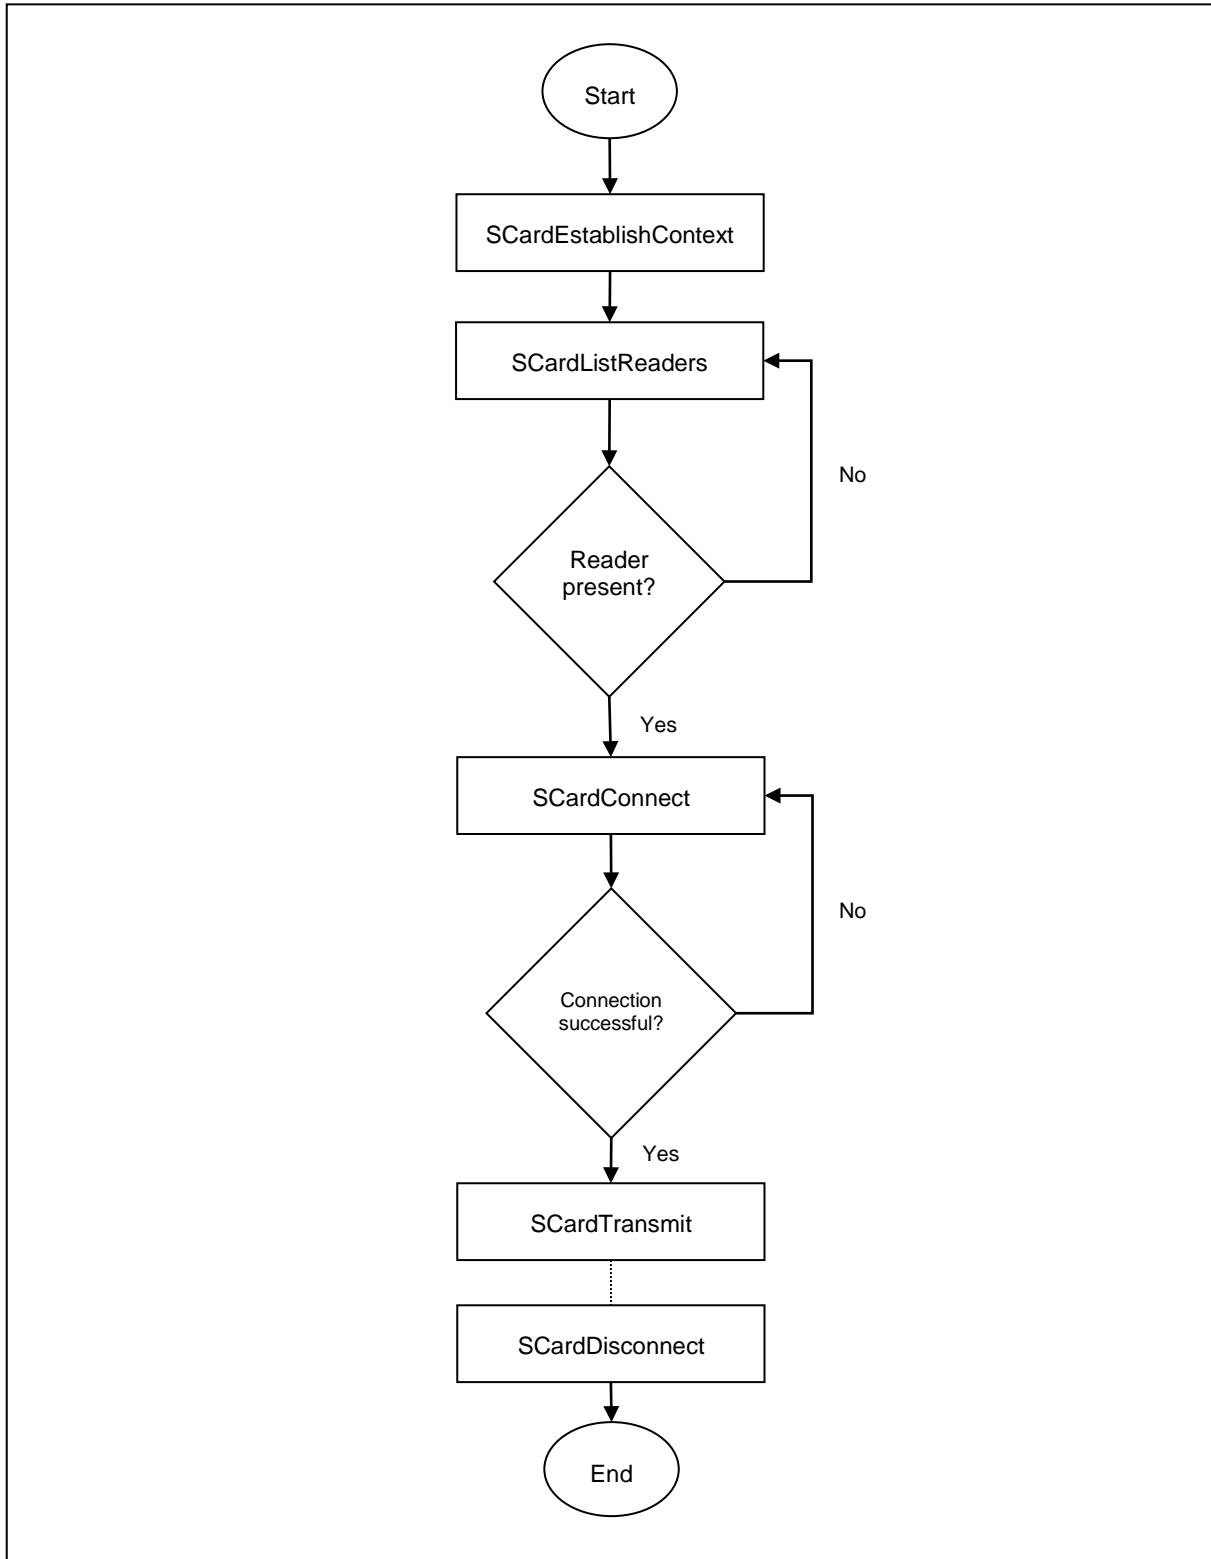 Start
SCardEstablishContext
SCardListReaders
No
Reader
present?
Yes
SCardConnect
No
Connection
successful?
Yes
SCardTransmit
SCardDisconnect
End